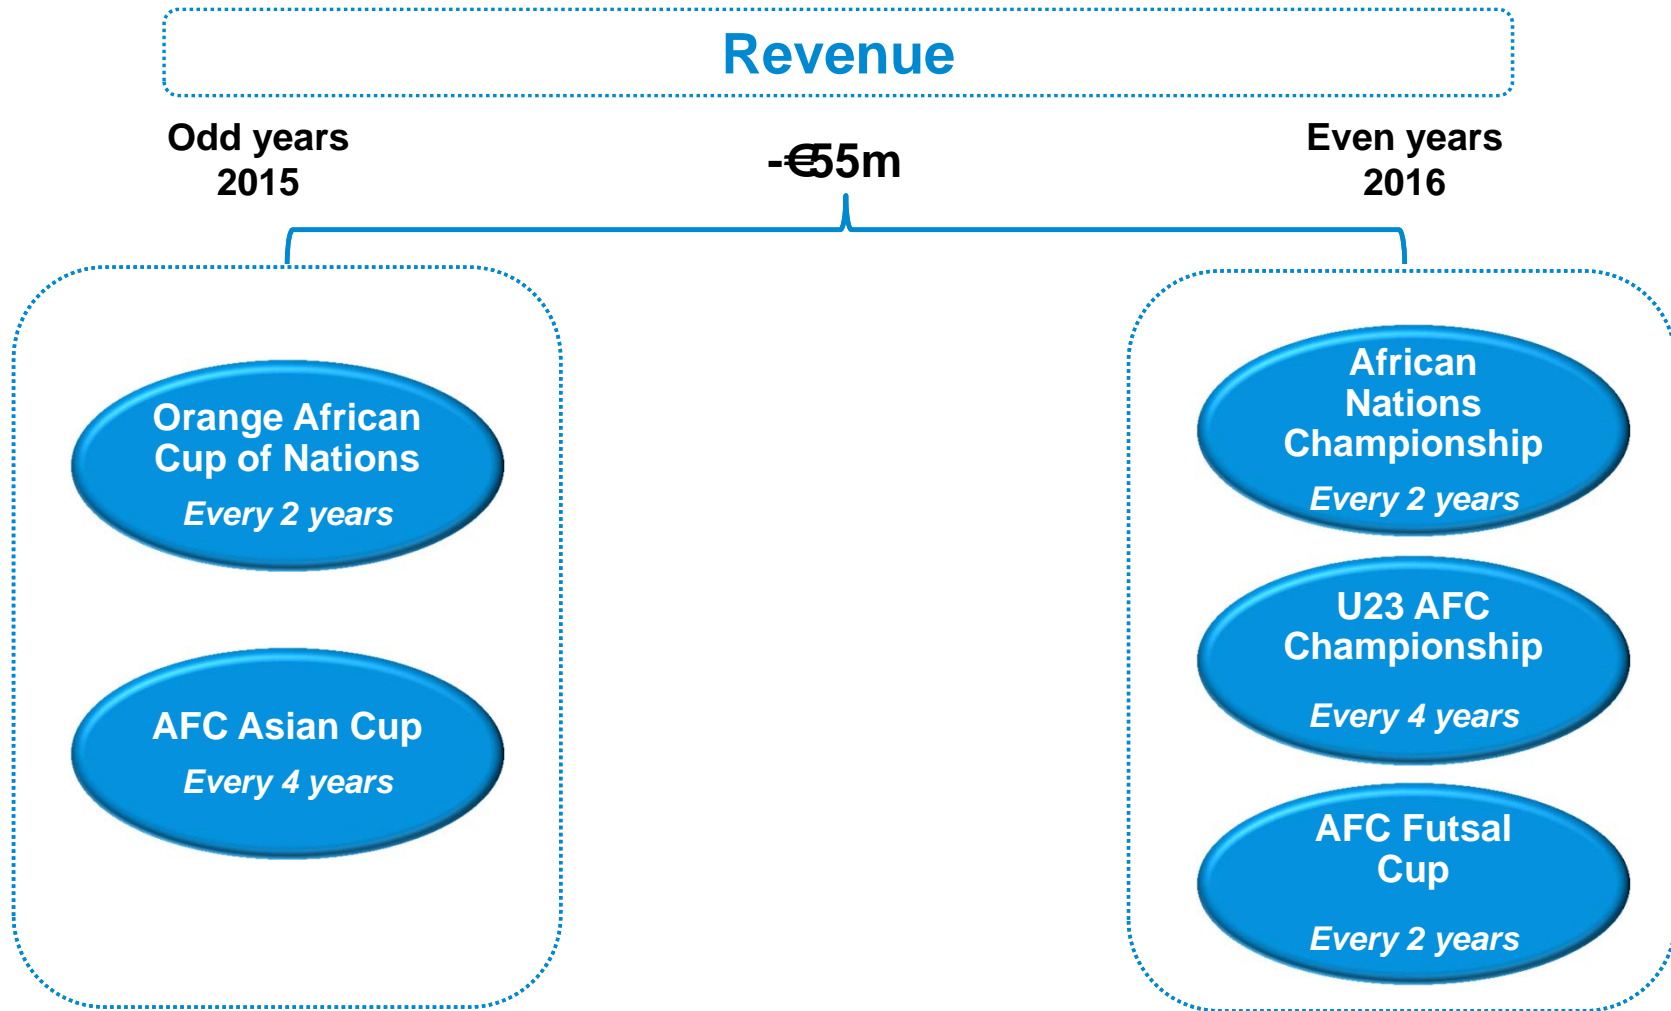 Revenue
Odd years
2015
-€55m
Even years
2016
Orange African
Cup of Nations
Every 2 years
AFC Asian Cup
Every 4 years
African
Nations
Championship
Every 2 years
U23 AFC
Championship
Every 4 years
AFC Futsal
Cup
Every 2 years